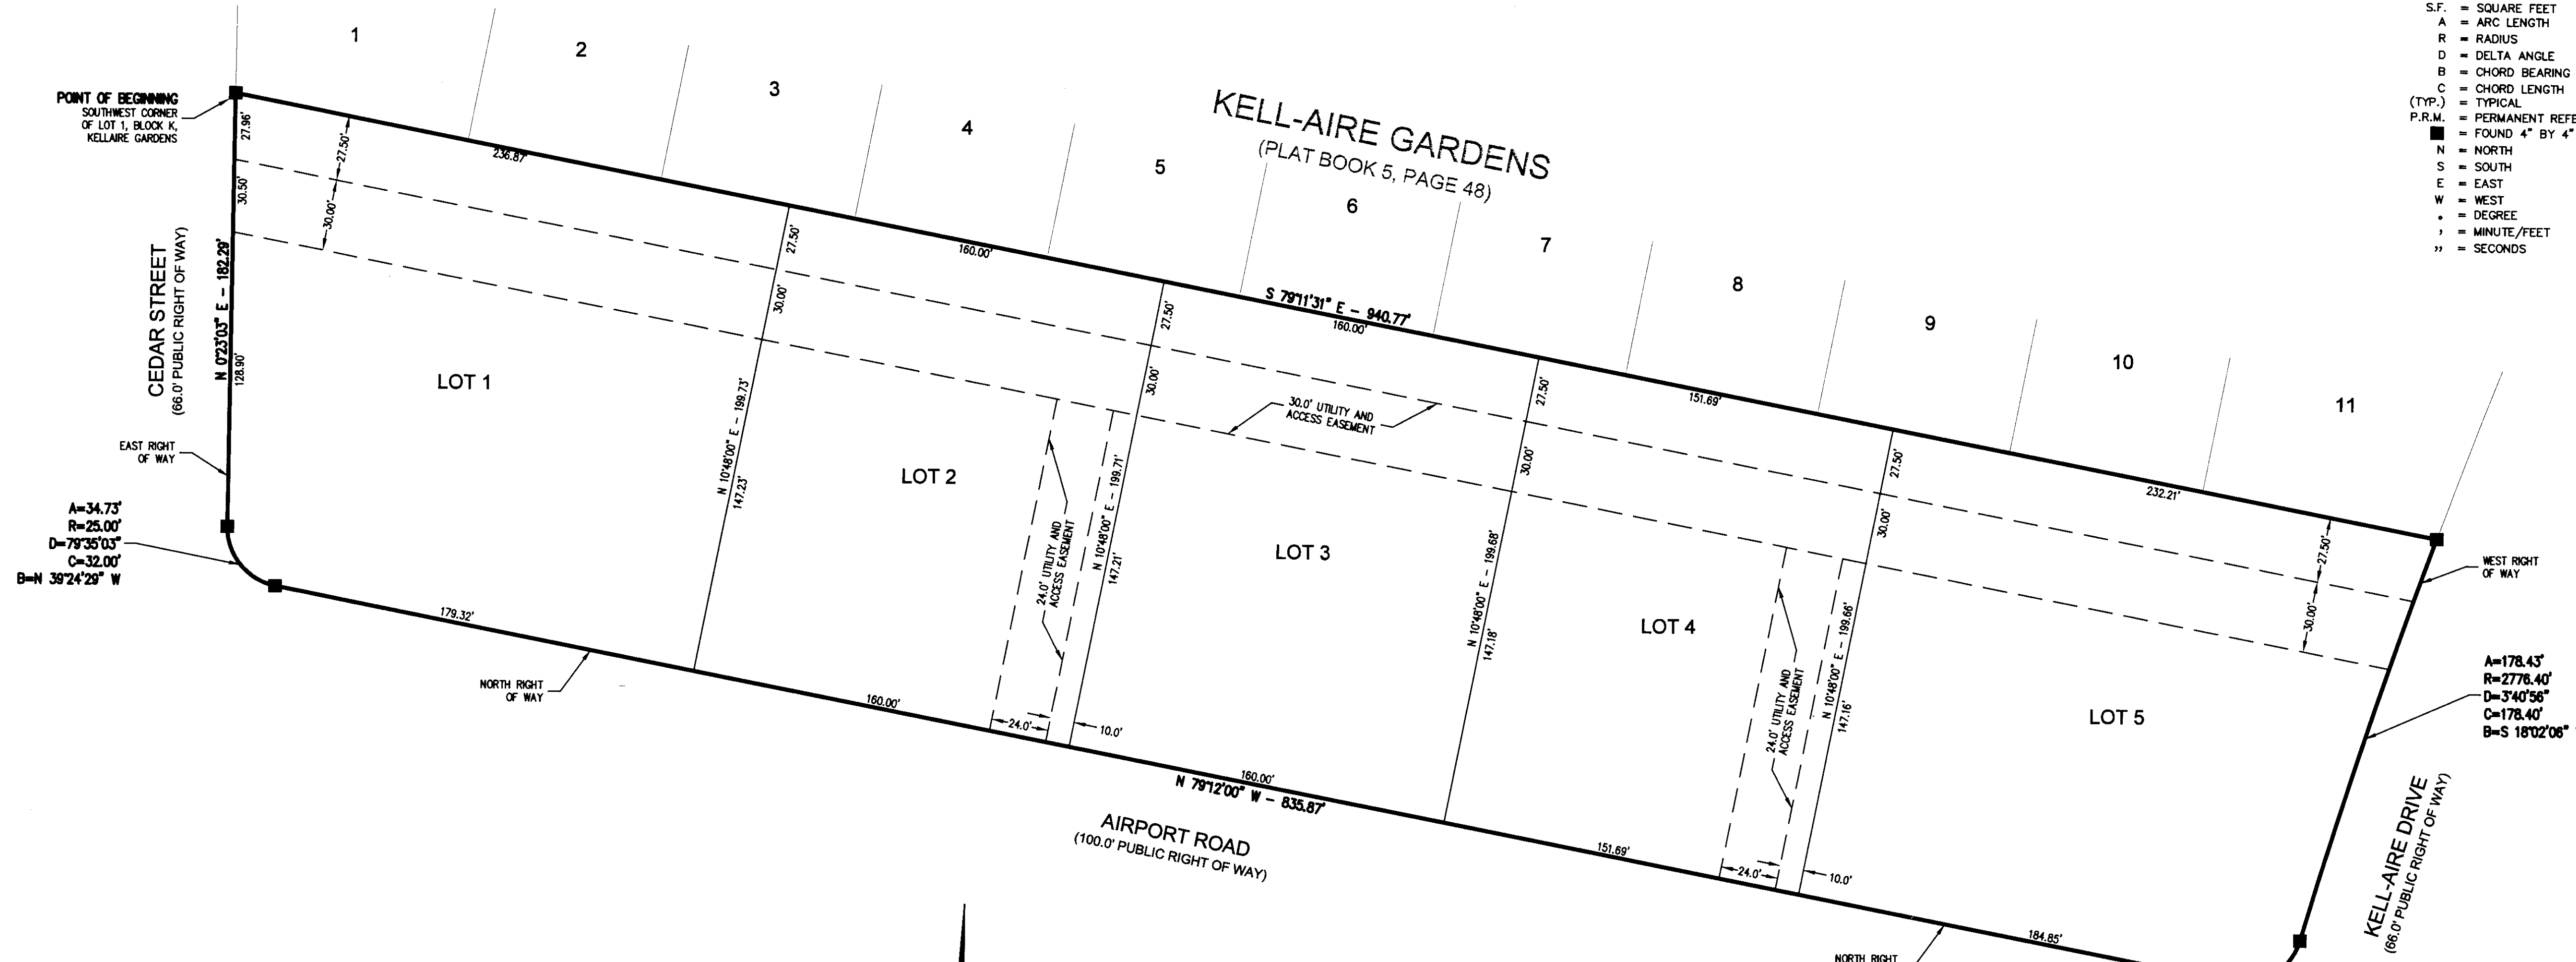 S.F. = SQUARE FEET
A = ARC LENGTH
R = RADIUS
D = DELTA ANGLE
B = CHORD BEARING
C = CHORD LENGTH
(TYP.) = TYPICAL
P.R.M. = PERMANENT REFE
■ = FOUND 4" BY 4"
N = NORTH
S = SOUTH
E = EAST
W = WEST
° = DEGREE
' = MINUTE/FEET
" = SECONDS
1
2
3
4
5
6
7
8
9
10
11
KELL-AIRE GARDENS
(PLAT BOOK 5, PAGE 48)
POINT OF BEGINNING
SOUTHWEST CORNER
OF LOT 1, BLOCK K,
KELLAIRE GARDENS
27.96'
30.50'
128.90'
N 0°23'03" E - 182.29'
CEDAR STREET
(66.0' PUBLIC RIGHT OF WAY)
EAST RIGHT
OF WAY
A=34.73'
R=25.00'
D=79°35'03"
C=32.00'
B=N 39°24'29" W
27.50'
30.00'
236.87'
160.00'
S 79°11'31" E - 940.77'
160.00'
151.69'
232.21'
LOT 1
27.50'
30.00'
N 10°48'00" E - 199.73'
147.23'
LOT 2
24.0' UTILITY AND
ACCESS EASEMENT
27.50'
30.00'
N 10°48'00" E - 199.71'
147.21'
30.0' UTILITY AND
ACCESS EASEMENT
LOT 3
27.50'
30.00'
N 10°48'00" E - 199.68'
147.18'
LOT 4
24.0' UTILITY AND
ACCESS EASEMENT
27.50'
30.00'
N 10°48'00" E - 199.66'
147.16'
LOT 5
27.50'
30.00'
WEST RIGHT
OF WAY
A=178.43'
R=2776.40'
D=3°40'56"
C=178.40'
B=S 18°02'06"
KELL-AIRE DRIVE
(66.0' PUBLIC RIGHT OF WAY)
179.32'
NORTH RIGHT
OF WAY
160.00'
24.0'
10.0'
160.00'
N 79°12'00" W - 835.87'
AIRPORT ROAD
(100.0' PUBLIC RIGHT OF WAY)
151.69'
24.0'
10.0'
184.85'
NORTH RIGHT